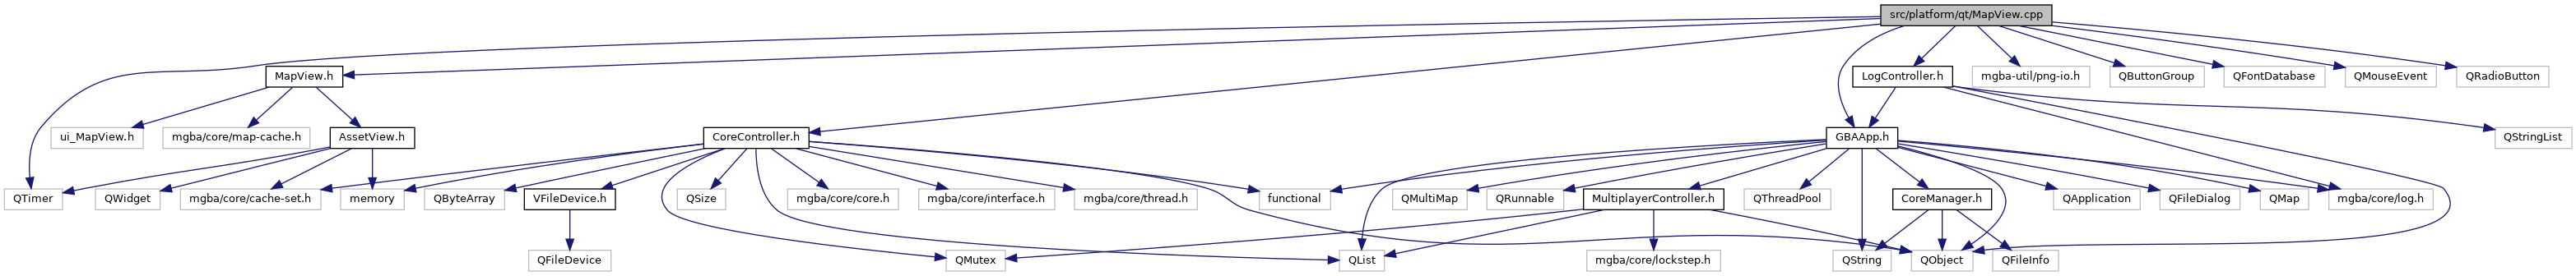 src/platform/qt/MapView.cpp
MapView.h
LogController.h
mgba-util/png-io.h
QButtonGroup
QFontDatabase
QMouseEvent
QRadioButton
ui_MapView.h
mgba/core/map-cache.h
AssetView.h
CoreController.h
GBAApp.h
QStringList
QTimer
QWidget
mgba/core/cache-set.h
memory
QByteArray
VFileDevice.h
QSize
mgba/core/core.h
mgba/core/interface.h
mgba/core/thread.h
functional
QMultiMap
QRunnable
MultiplayerController.h
QThreadPool
CoreManager.h
QApplication
QFileDialog
QMap
mgba/core/log.h
QFileDevice
QMutex
QList
mgba/core/lockstep.h
QString
QObject
QFileInfo